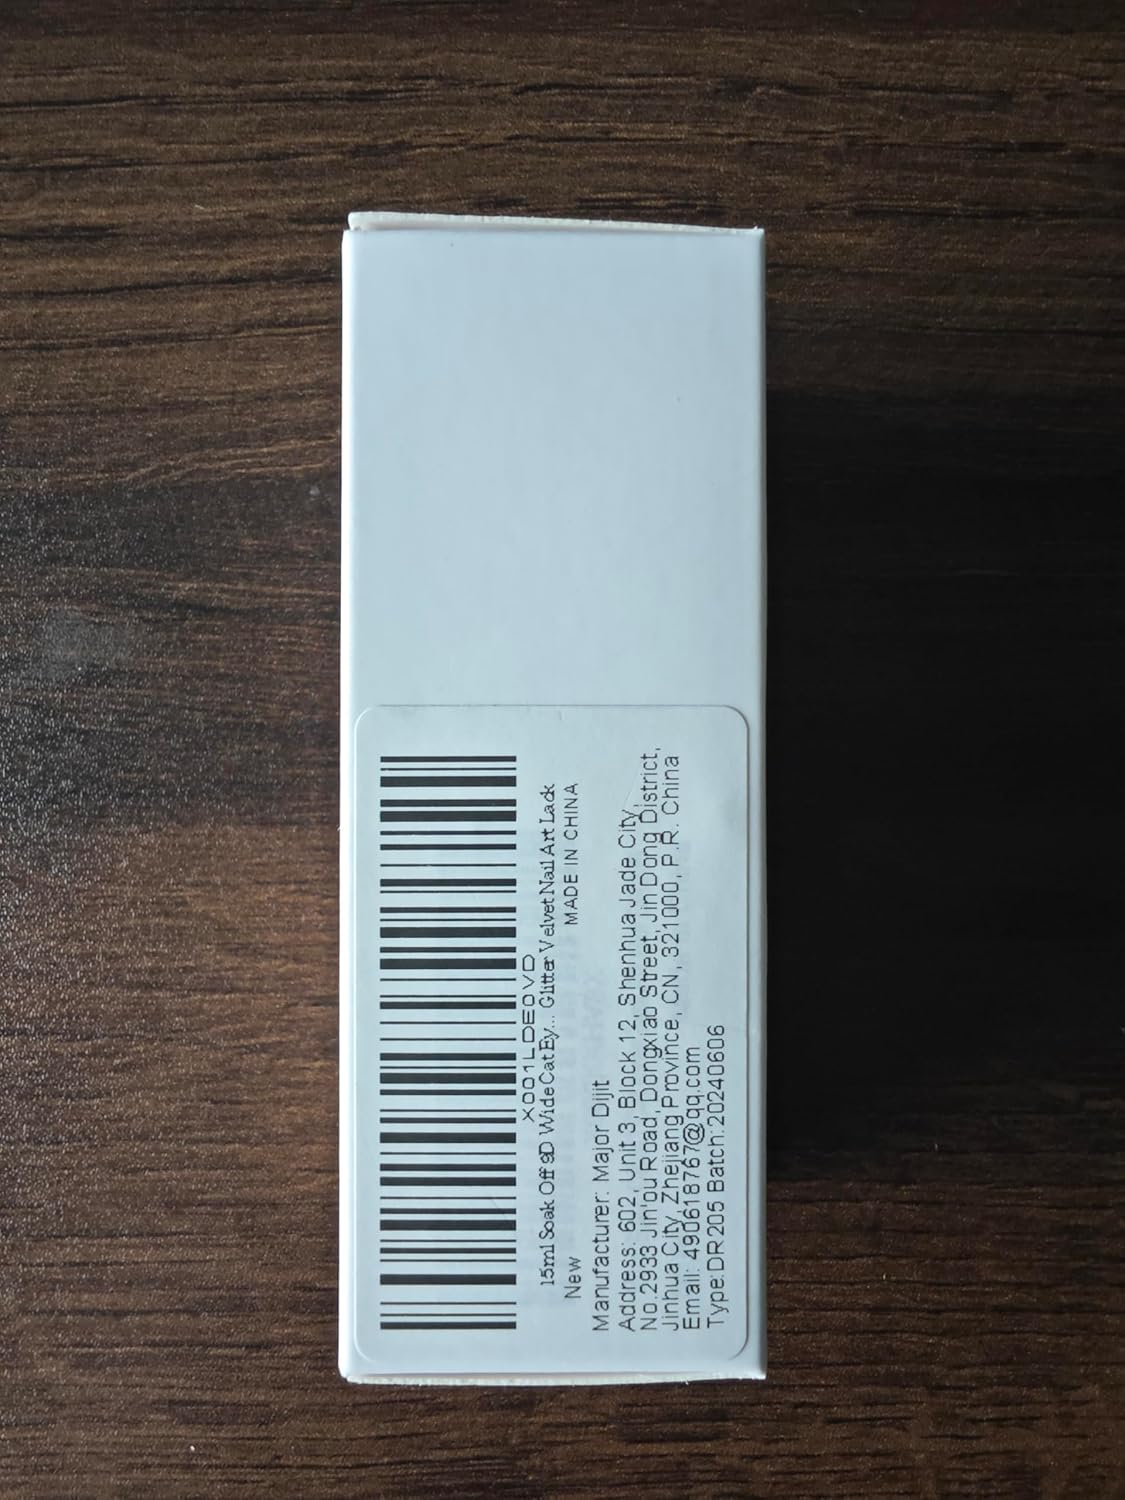 X001LDE0VD
15ml Soak Off 9D Wide Cat Ey... Glitter Velvet Nail Art Lack
New MADE IN CHINA
Manufacturer: Major Dijit
Address: 602, Unit 3, Block 12, Shenhua Jade City,
No.2933 Jin'ou Road, Dongxiao Street, Jin Dong District,
Jinhua City, Zhejiang Province, CN, 321000, P.R. China
Email: 490618767@qq.com
Type:DR205 Batch:20240606